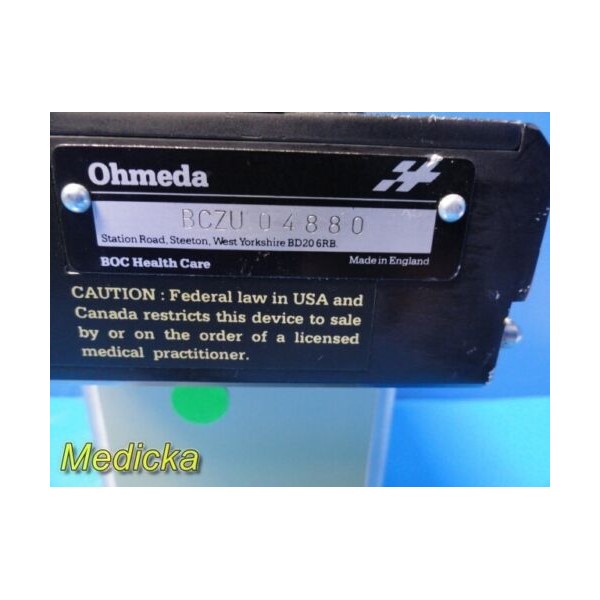 Ohmeda
BCZU 04880
Station Road, Steeton, West Yorkshire BD20 6RB.
BOC Health Care
Made in England
CAUTION : Federal law in USA and
Canada restricts this device to sale
by or on the order of a licensed
medical practitioner.
Medicka